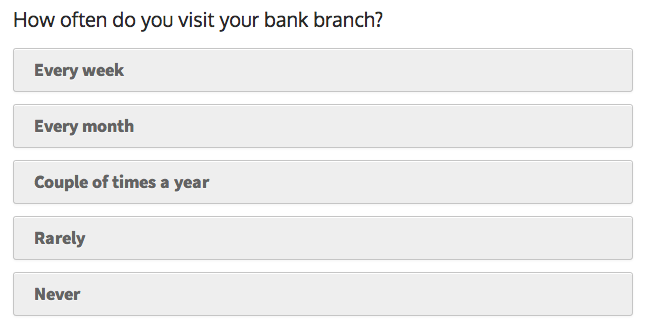 How often do you visit your bank branch?
Every week
Every month
Couple of times a year
Rarely
Never